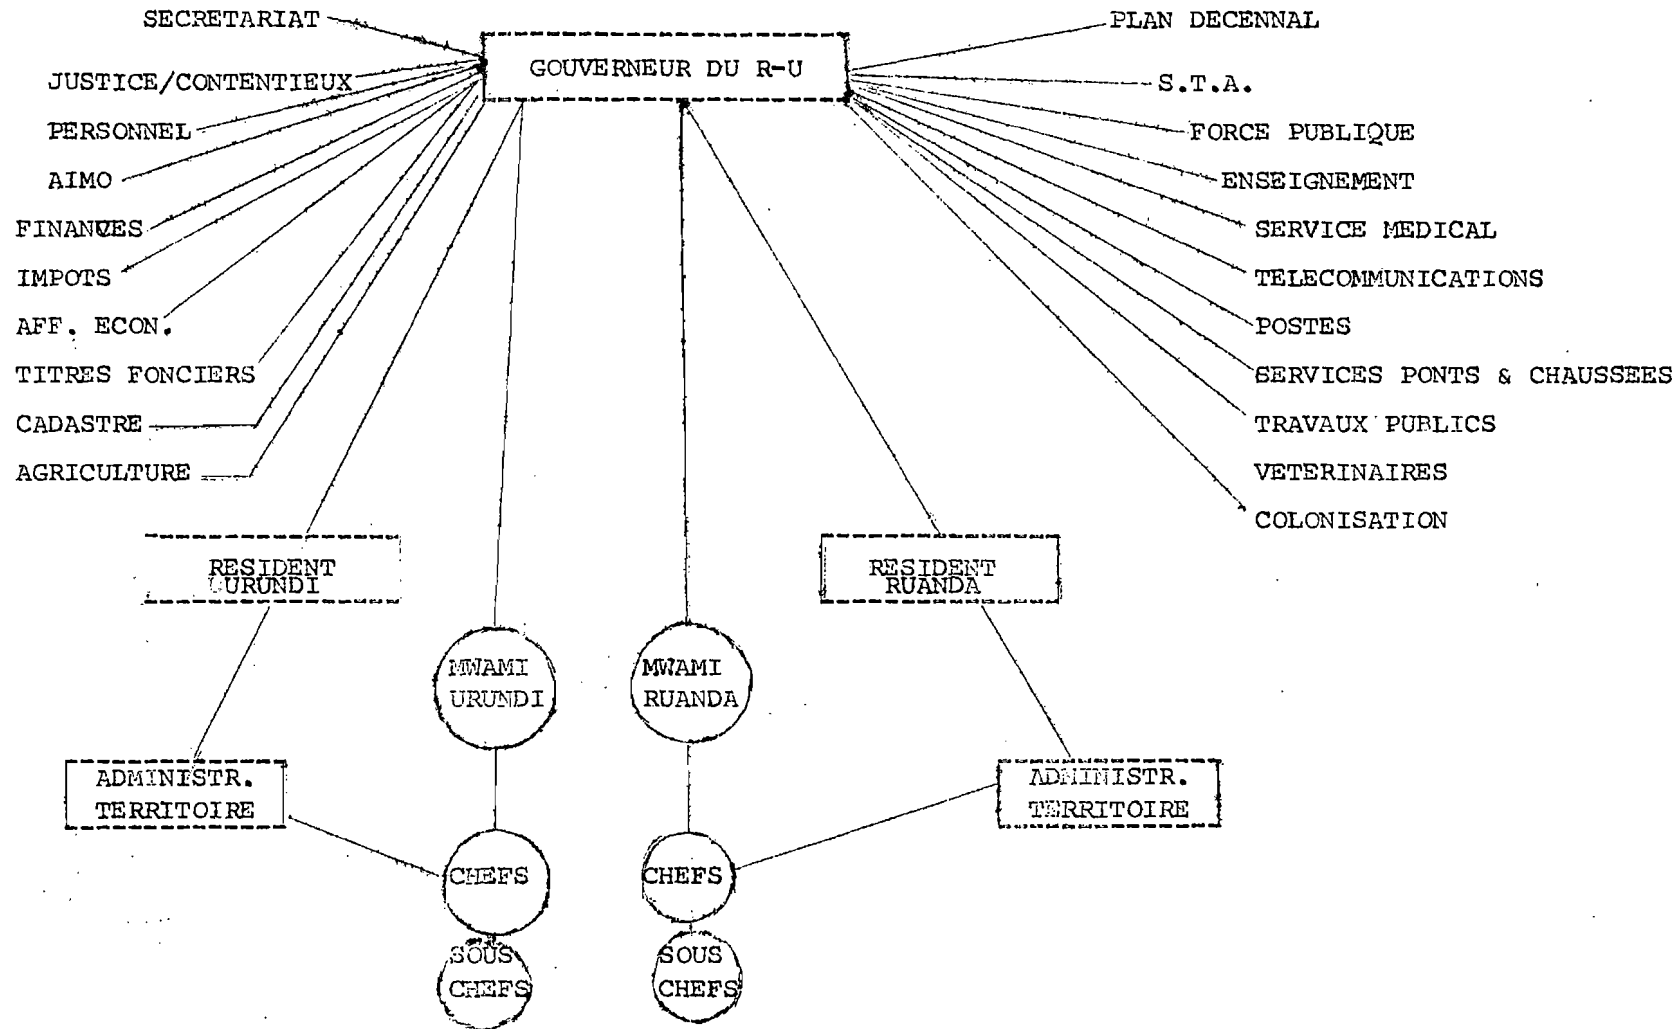 SECRETARIAT
PLAN DECENNAL
GOUVERNEUR DU R-U
JUSTICE/CONTENTIEUX
S.T.A.
PERSONNEL
FORCE PUBLIQUE
AIMO
ENSEIGNEMENT
FINANCES
SERVICE MEDICAL
IMPOTS
TELECOMMUNICATIONS
AFF. ECON.
POSTES
TITRES FONCIERS
SERVICES PONTS & CHAUSSEES
CADASTRE
TRAVAUX PUBLICS
AGRICULTURE
VETERINAIRES
COLONISATION
RESIDENT
URUNDI
RESIDENT
RUANDA
MWAMI
URUNDI
MWAMI
RUANDA
ADMINISTR.
TERRITOIRE
ADMINISTR.
TERRITOIRE
CHEFS
CHEFS
SOUS
CHEFS
SOUS
CHEFS